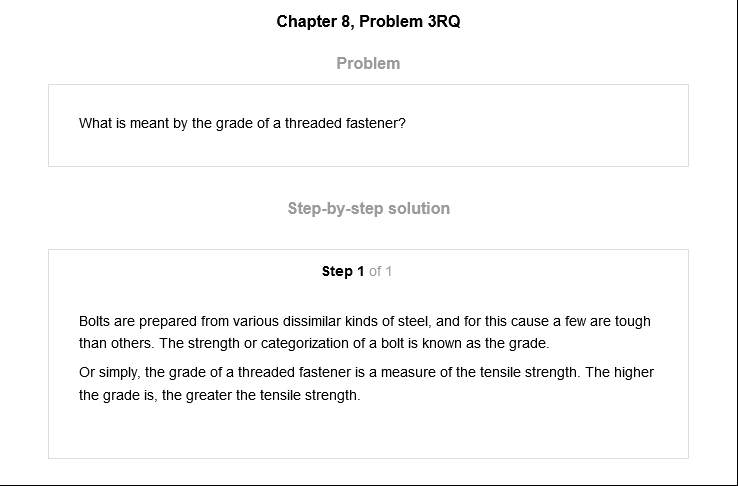 Chapter 8, Problem 3RQ
Problem
What is meant by the grade of a threaded fastener?
Step-by-step solution
Step 1 of 1
Bolts are prepared from various dissimilar kinds of steel, and for this cause a few are tough
than others. The strength or categorization of a bolt is known as the grade.
Or simply, the grade of a threaded fastener is a measure of the tensile strength. The higher
the grade is, the greater the tensile strength.